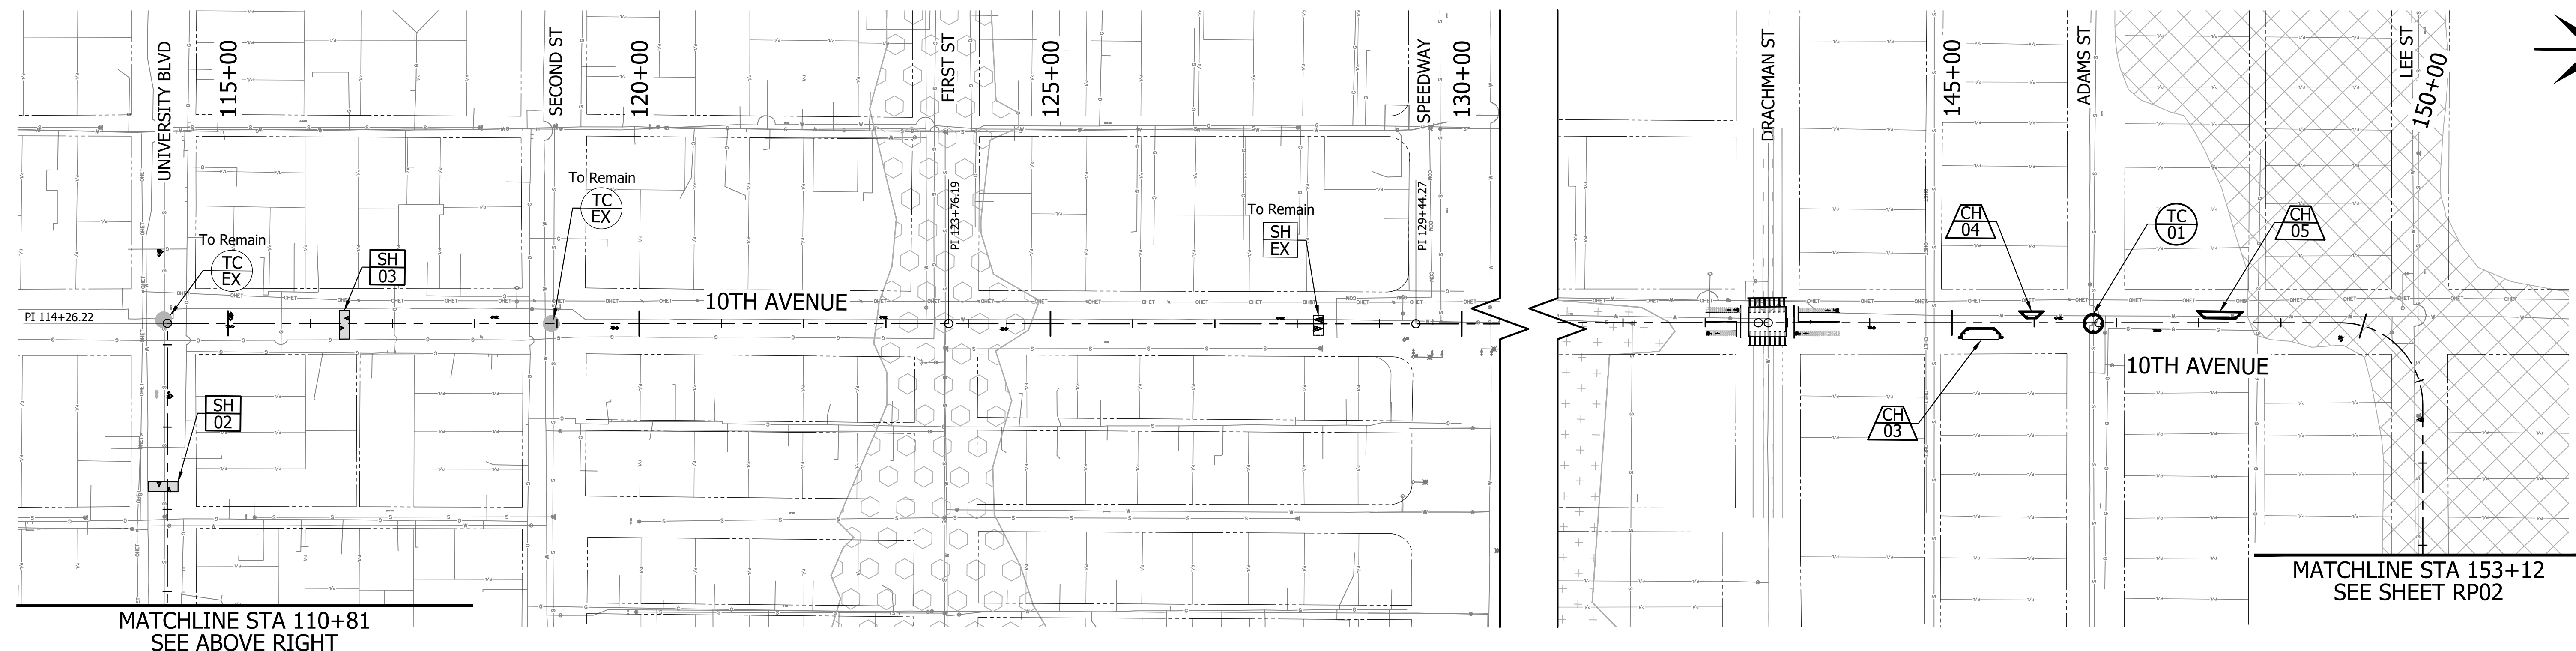 UNIVERSITY BLVD
115+00
SECOND ST
120+00
FIRST ST
125+00
SPEEDWAY
130+00
DRACHMAN ST
145+00
ADAMS ST
LEE ST
150+00
To Remain
TC
EX
SH
03
To Remain
TC
EX
PI 123+76.19
To Remain
SH
EX
PI 129+44.27
CH
04
TC
01
CH
05
PI 114+26.22
10TH AVENUE
10TH AVENUE
SH
02
CH
03
MATCHLINE STA 110+81
SEE ABOVE RIGHT
MATCHLINE STA 153+12
SEE SHEET RP02